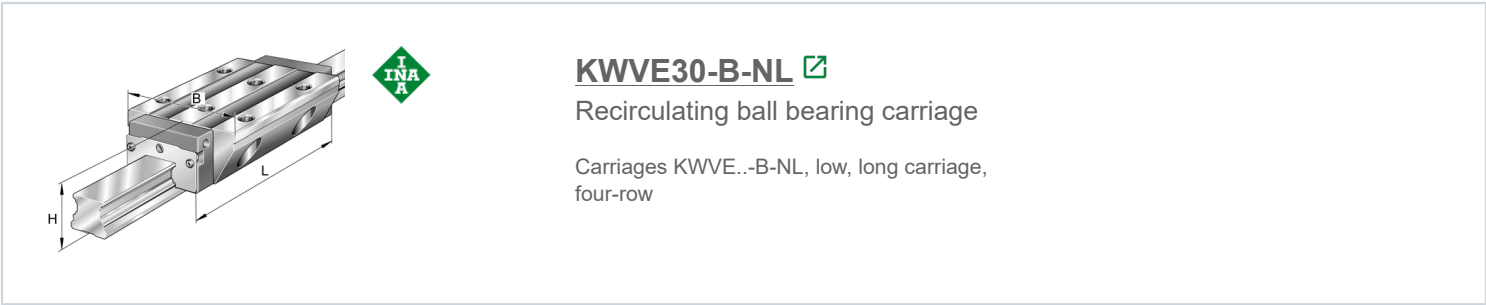 B
L
H
I
INA
A
KWVE30-B-NL
Recirculating ball bearing carriage
Carriages KWVE..-B-NL, low, long carriage,
four-row